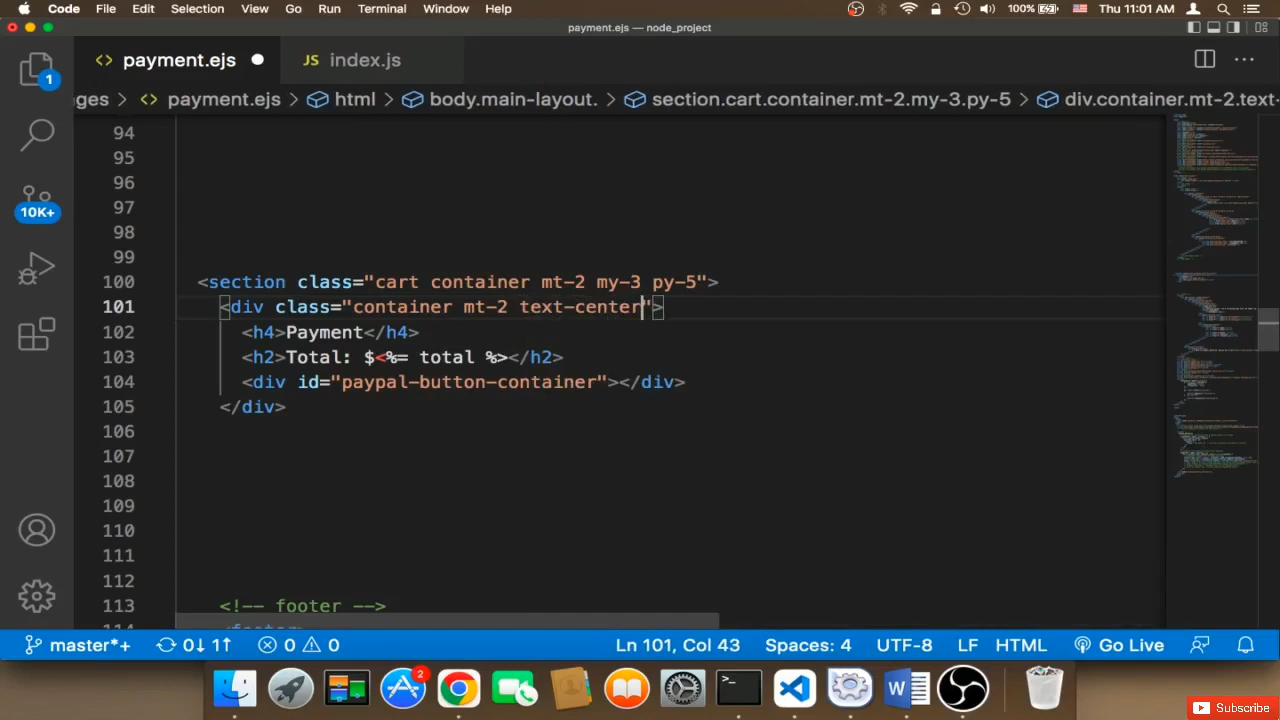 Code File Edit Selection View Go Run Terminal Window Help 100% Thu 11:01 AM
payment.ejs — node_project
<> payment.ejs JS index.js
ges > <> payment.ejs > html > body.main-layout. > section.cart.container.mt-2.my-3.py-5 > div.container.mt-2.text-
94
95
96
97
98
99
100 <section class="cart container mt-2 my-3 py-5">
101 <div class="container mt-2 text-center">
102 <h4>Payment</h4>
103 <h2>Total: $<%= total %></h2>
104 <div id="paypal-button-container"></div>
105 </div>
106
107
108
109
110
111
112
113 <!-- footer -->
1
10K+
master*+ 0↓ 1↑ 0 0 Ln 101, Col 43 Spaces: 4 UTF-8 LF HTML Go Live
2
Subscribe